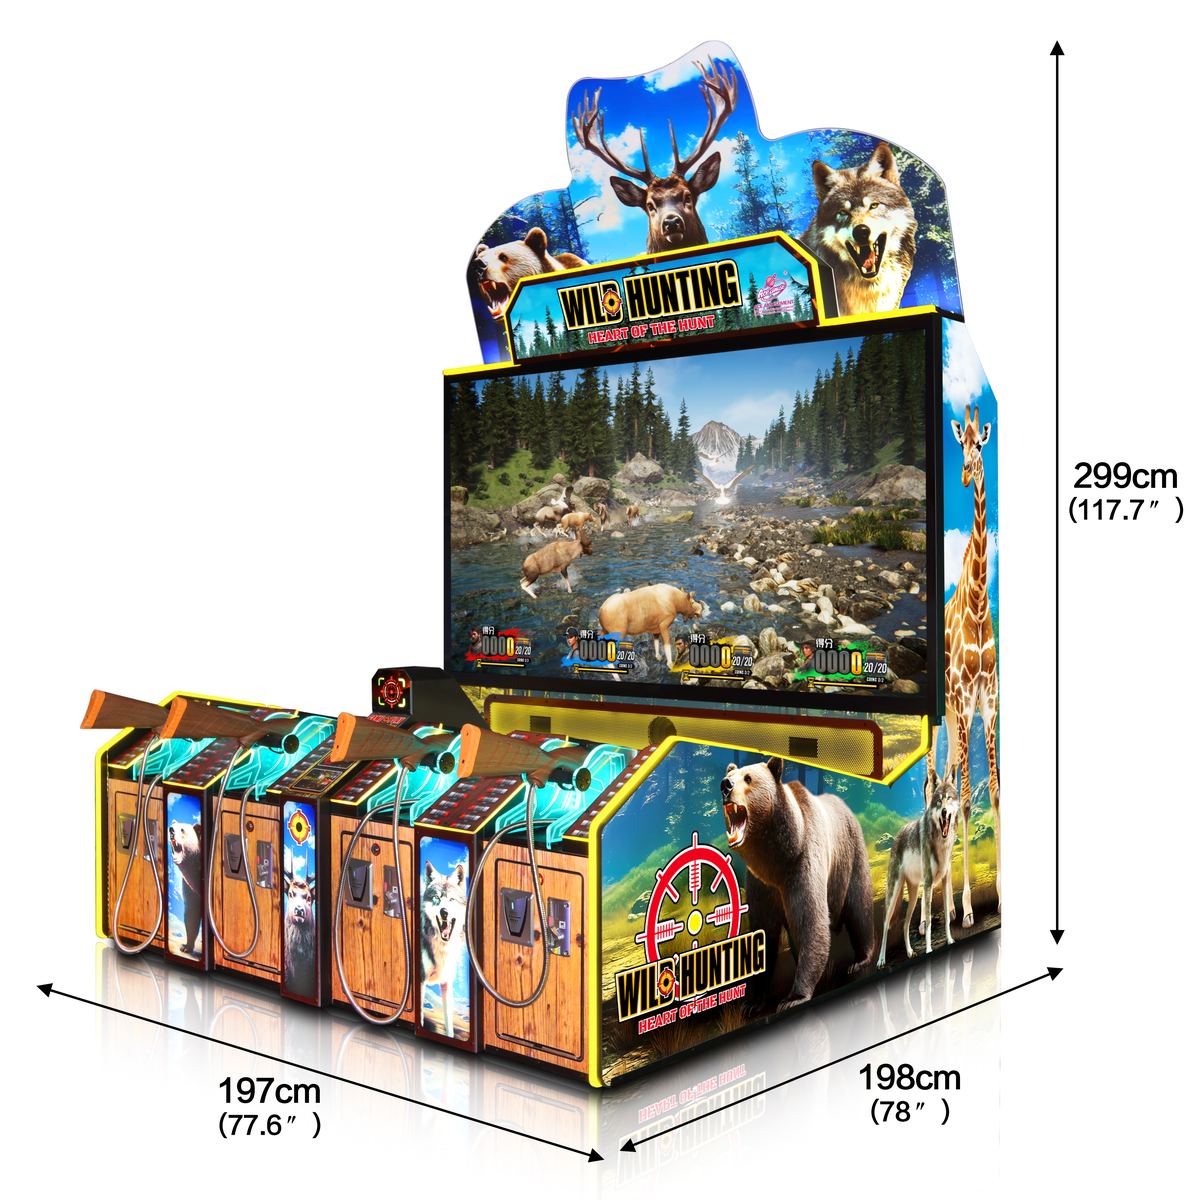 WILD HUNTING
HEART OF THE HUNT
得分
0000 20/20
得分
0000 20/20
得分
0000 20/20
得分
0000 20/20
WILD HUNTING
HEART OF THE HUNT
299cm
(117.7″)
197cm
(77.6″)
198cm
(78″)